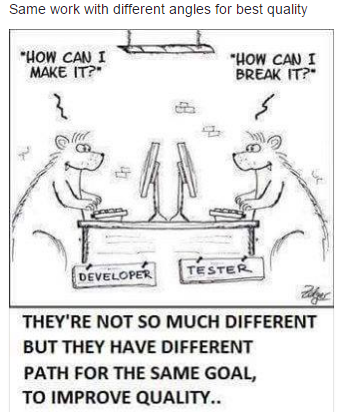 Same work with different angles for best quality
"HOW CAN I
MAKE IT?"
"HOW CAN I
BREAK IT?"
DEVELOPER
TESTER
THEY'RE NOT SO MUCH DIFFERENT
BUT THEY HAVE DIFFERENT
PATH FOR THE SAME GOAL,
TO IMPROVE QUALITY..